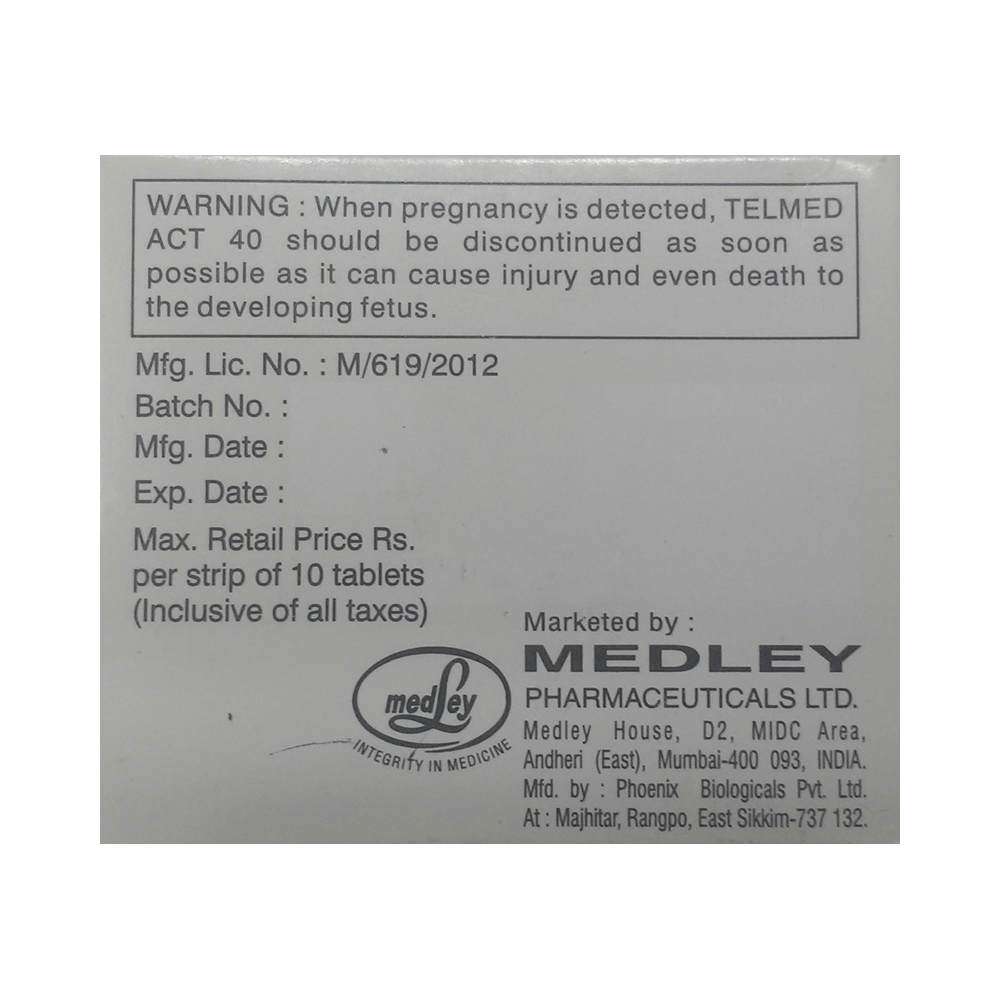 WARNING : When pregnancy is detected, TELMED
ACT 40 should be discontinued as soon as
possible as it can cause injury and even death to
the developing fetus.
Mfg. Lic. No. : M/619/2012
Batch No. :
Mfg. Date :
Exp. Date :
Max. Retail Price Rs.
per strip of 10 tablets
(Inclusive of all taxes)
medley
INTEGRITY IN MEDICINE
Marketed by :
MEDLEY
PHARMACEUTICALS LTD.
Medley House, D2, MIDC Area,
Andheri (East), Mumbai-400 093, INDIA.
Mfd. by : Phoenix Biologicals Pvt. Ltd.
At : Majhitar, Rangpo, East Sikkim-737 132.